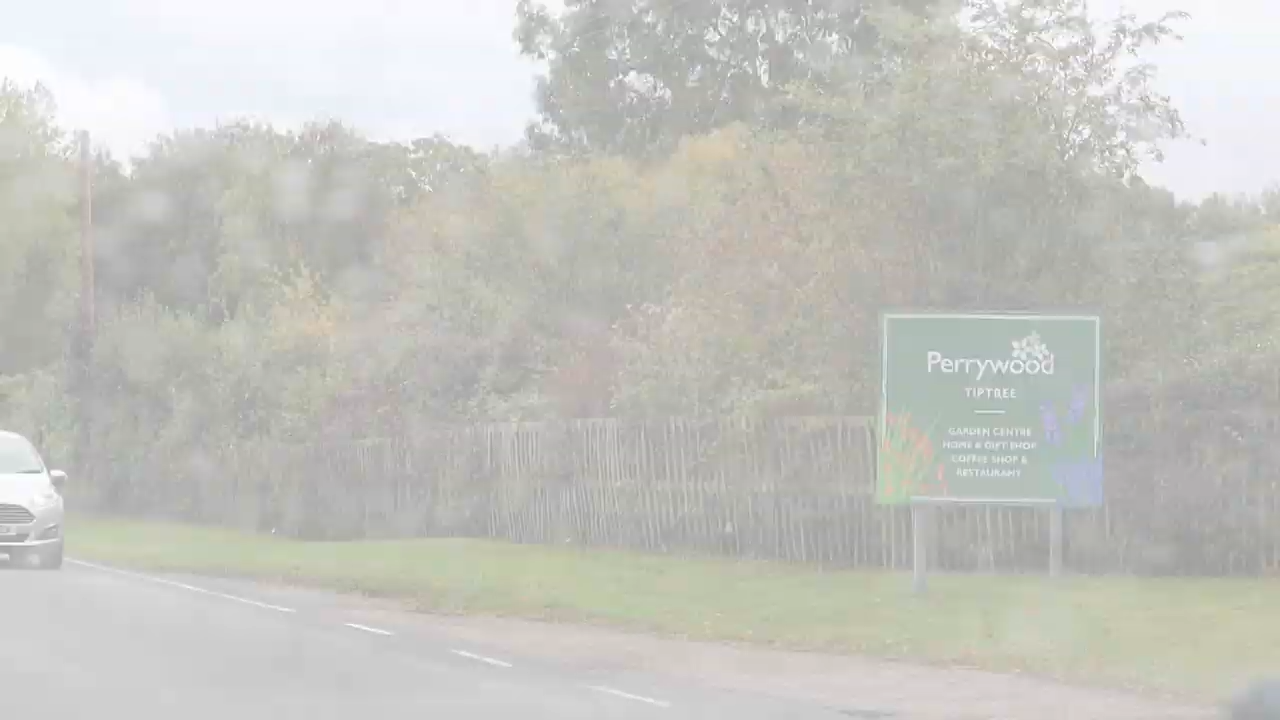 Perrywood
TIPTREE
GARDEN CENTRE
HOME & GIFT SHOP
COFFEE SHOP &
RESTAURANT